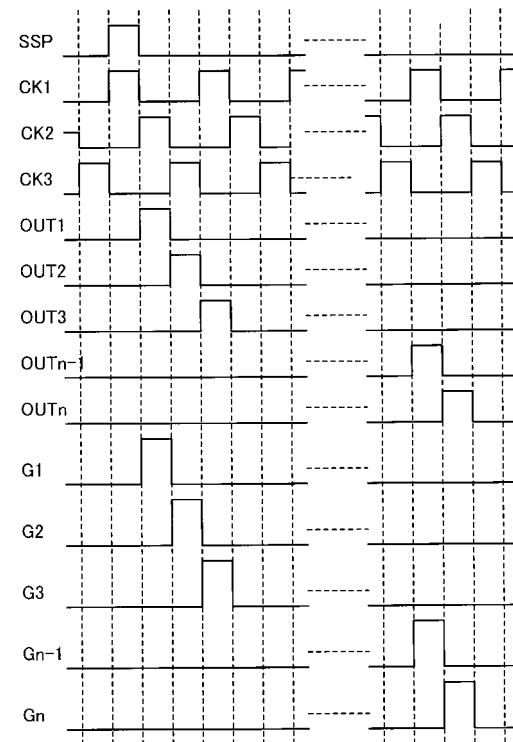 SSP
CK1
CK2
CK3
OUT1
OUT2
OUT3
OUTn-1
OUTn
G1
G2
G3
Gn-1
Gn